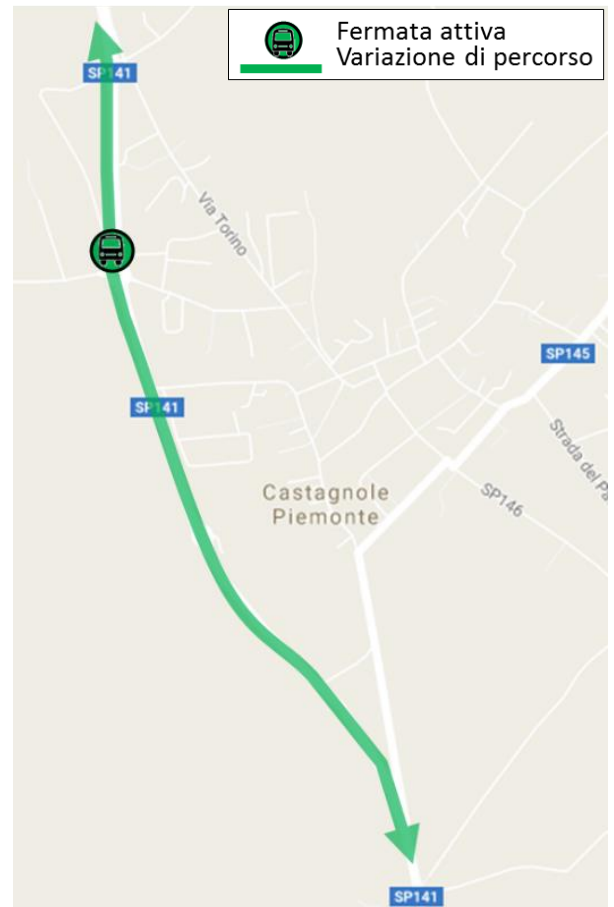 Fermata attiva
Variazione di percorso
SP141
Via Torino
SP145
SP141
Strada del Pa
Castagnole
Piemonte
SP146
SP141